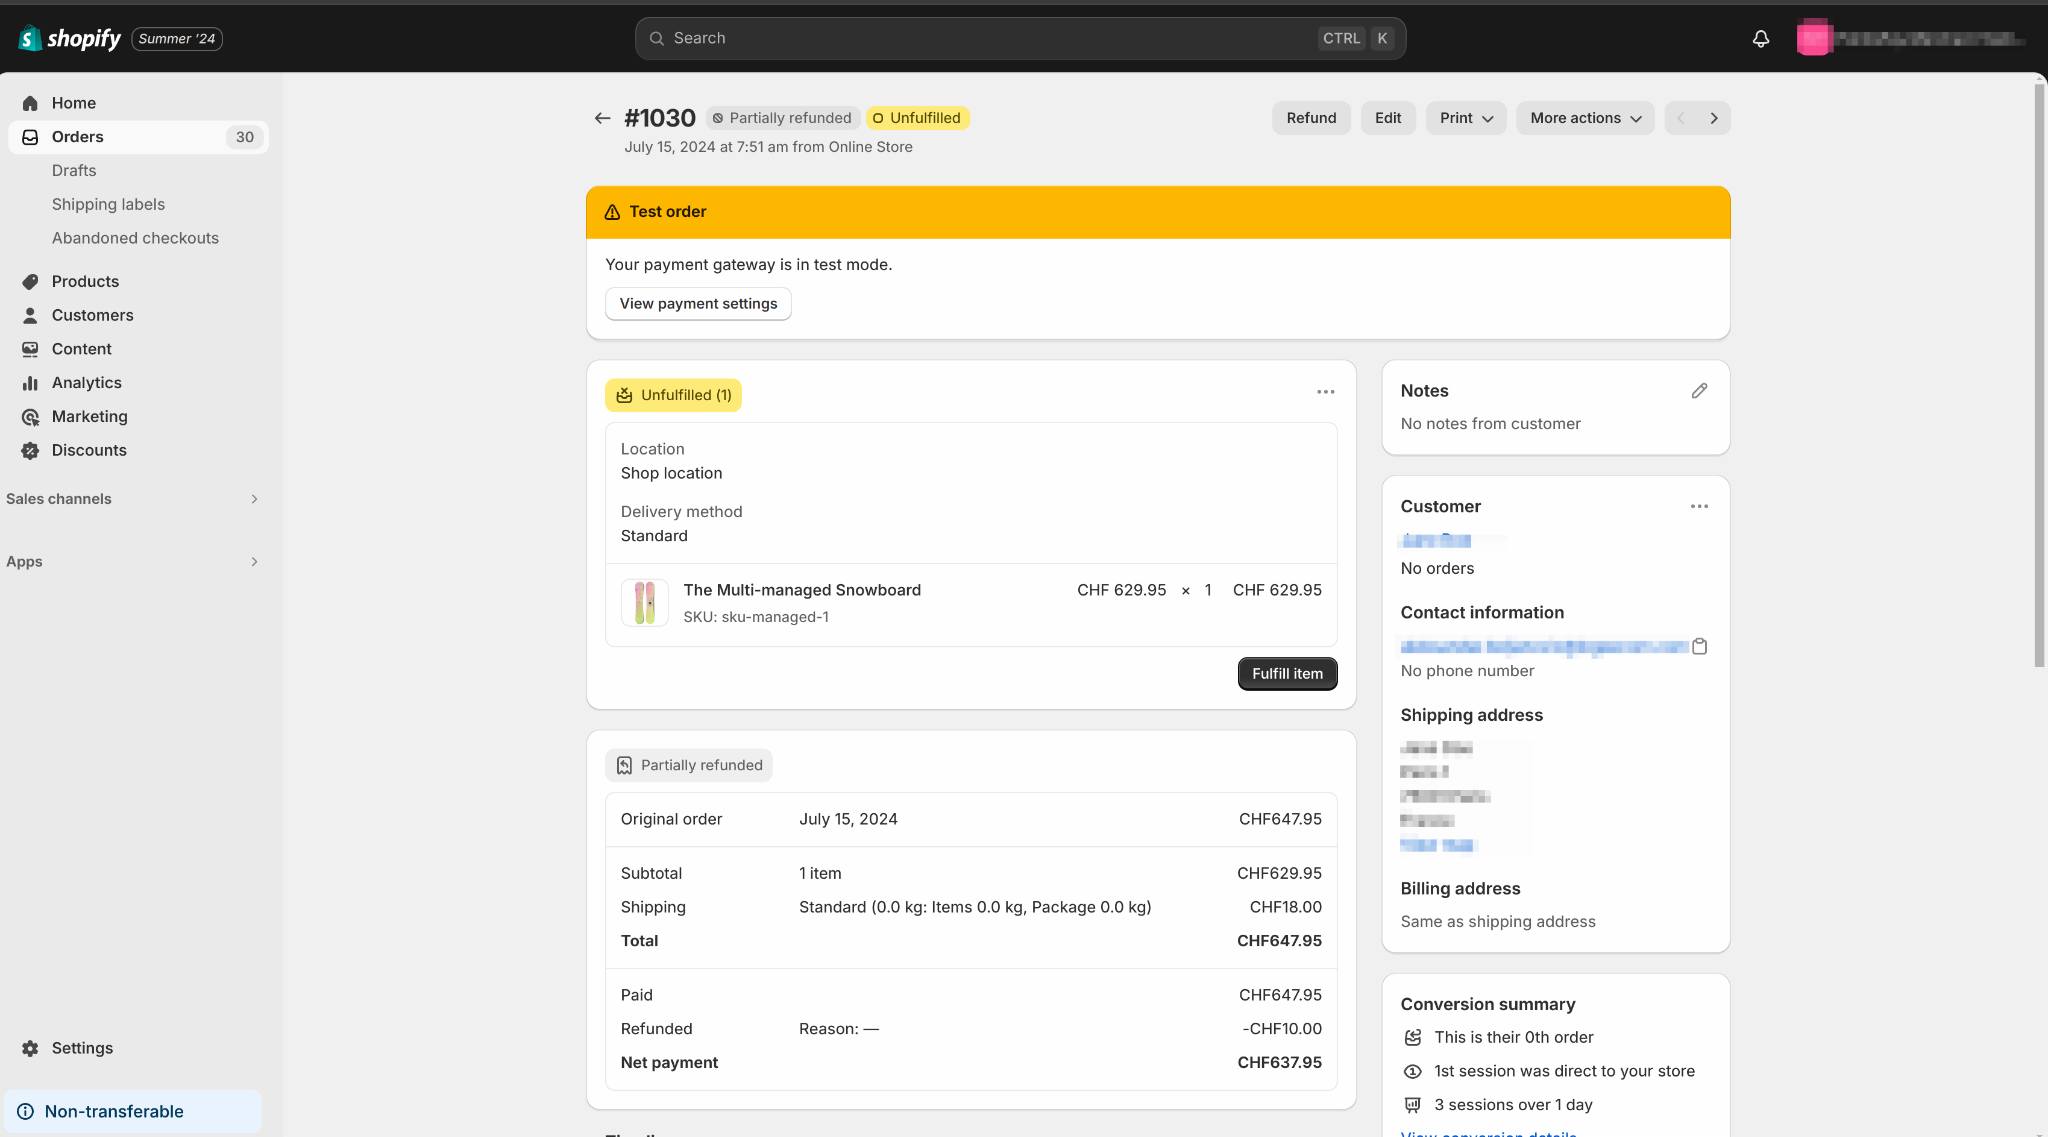 shopify Summer '24
Search CTRL K
Home
Orders 30
Drafts
Shipping labels
Abandoned checkouts
Products
Customers
Content
Analytics
Marketing
Discounts
Sales channels
Apps
Settings
Non-transferable
#1030 Partially refunded Unfulfilled
July 15, 2024 at 7:51 am from Online Store
Refund Edit Print More actions
Test order
Your payment gateway is in test mode.
View payment settings
Unfulfilled (1)
Location
Shop location
Delivery method
Standard
The Multi-managed Snowboard CHF 629.95 × 1 CHF 629.95
SKU: sku-managed-1
Fulfill item
Partially refunded
Original order July 15, 2024 CHF647.95
Subtotal 1 item CHF629.95
Shipping Standard (0.0 kg: Items 0.0 kg, Package 0.0 kg) CHF18.00
Total CHF647.95
Paid CHF647.95
Refunded Reason: — -CHF10.00
Net payment CHF637.95
Notes
No notes from customer
Customer
No orders
Contact information
No phone number
Shipping address
Billing address
Same as shipping address
Conversion summary
This is their 0th order
1st session was direct to your store
3 sessions over 1 day
View conversion details